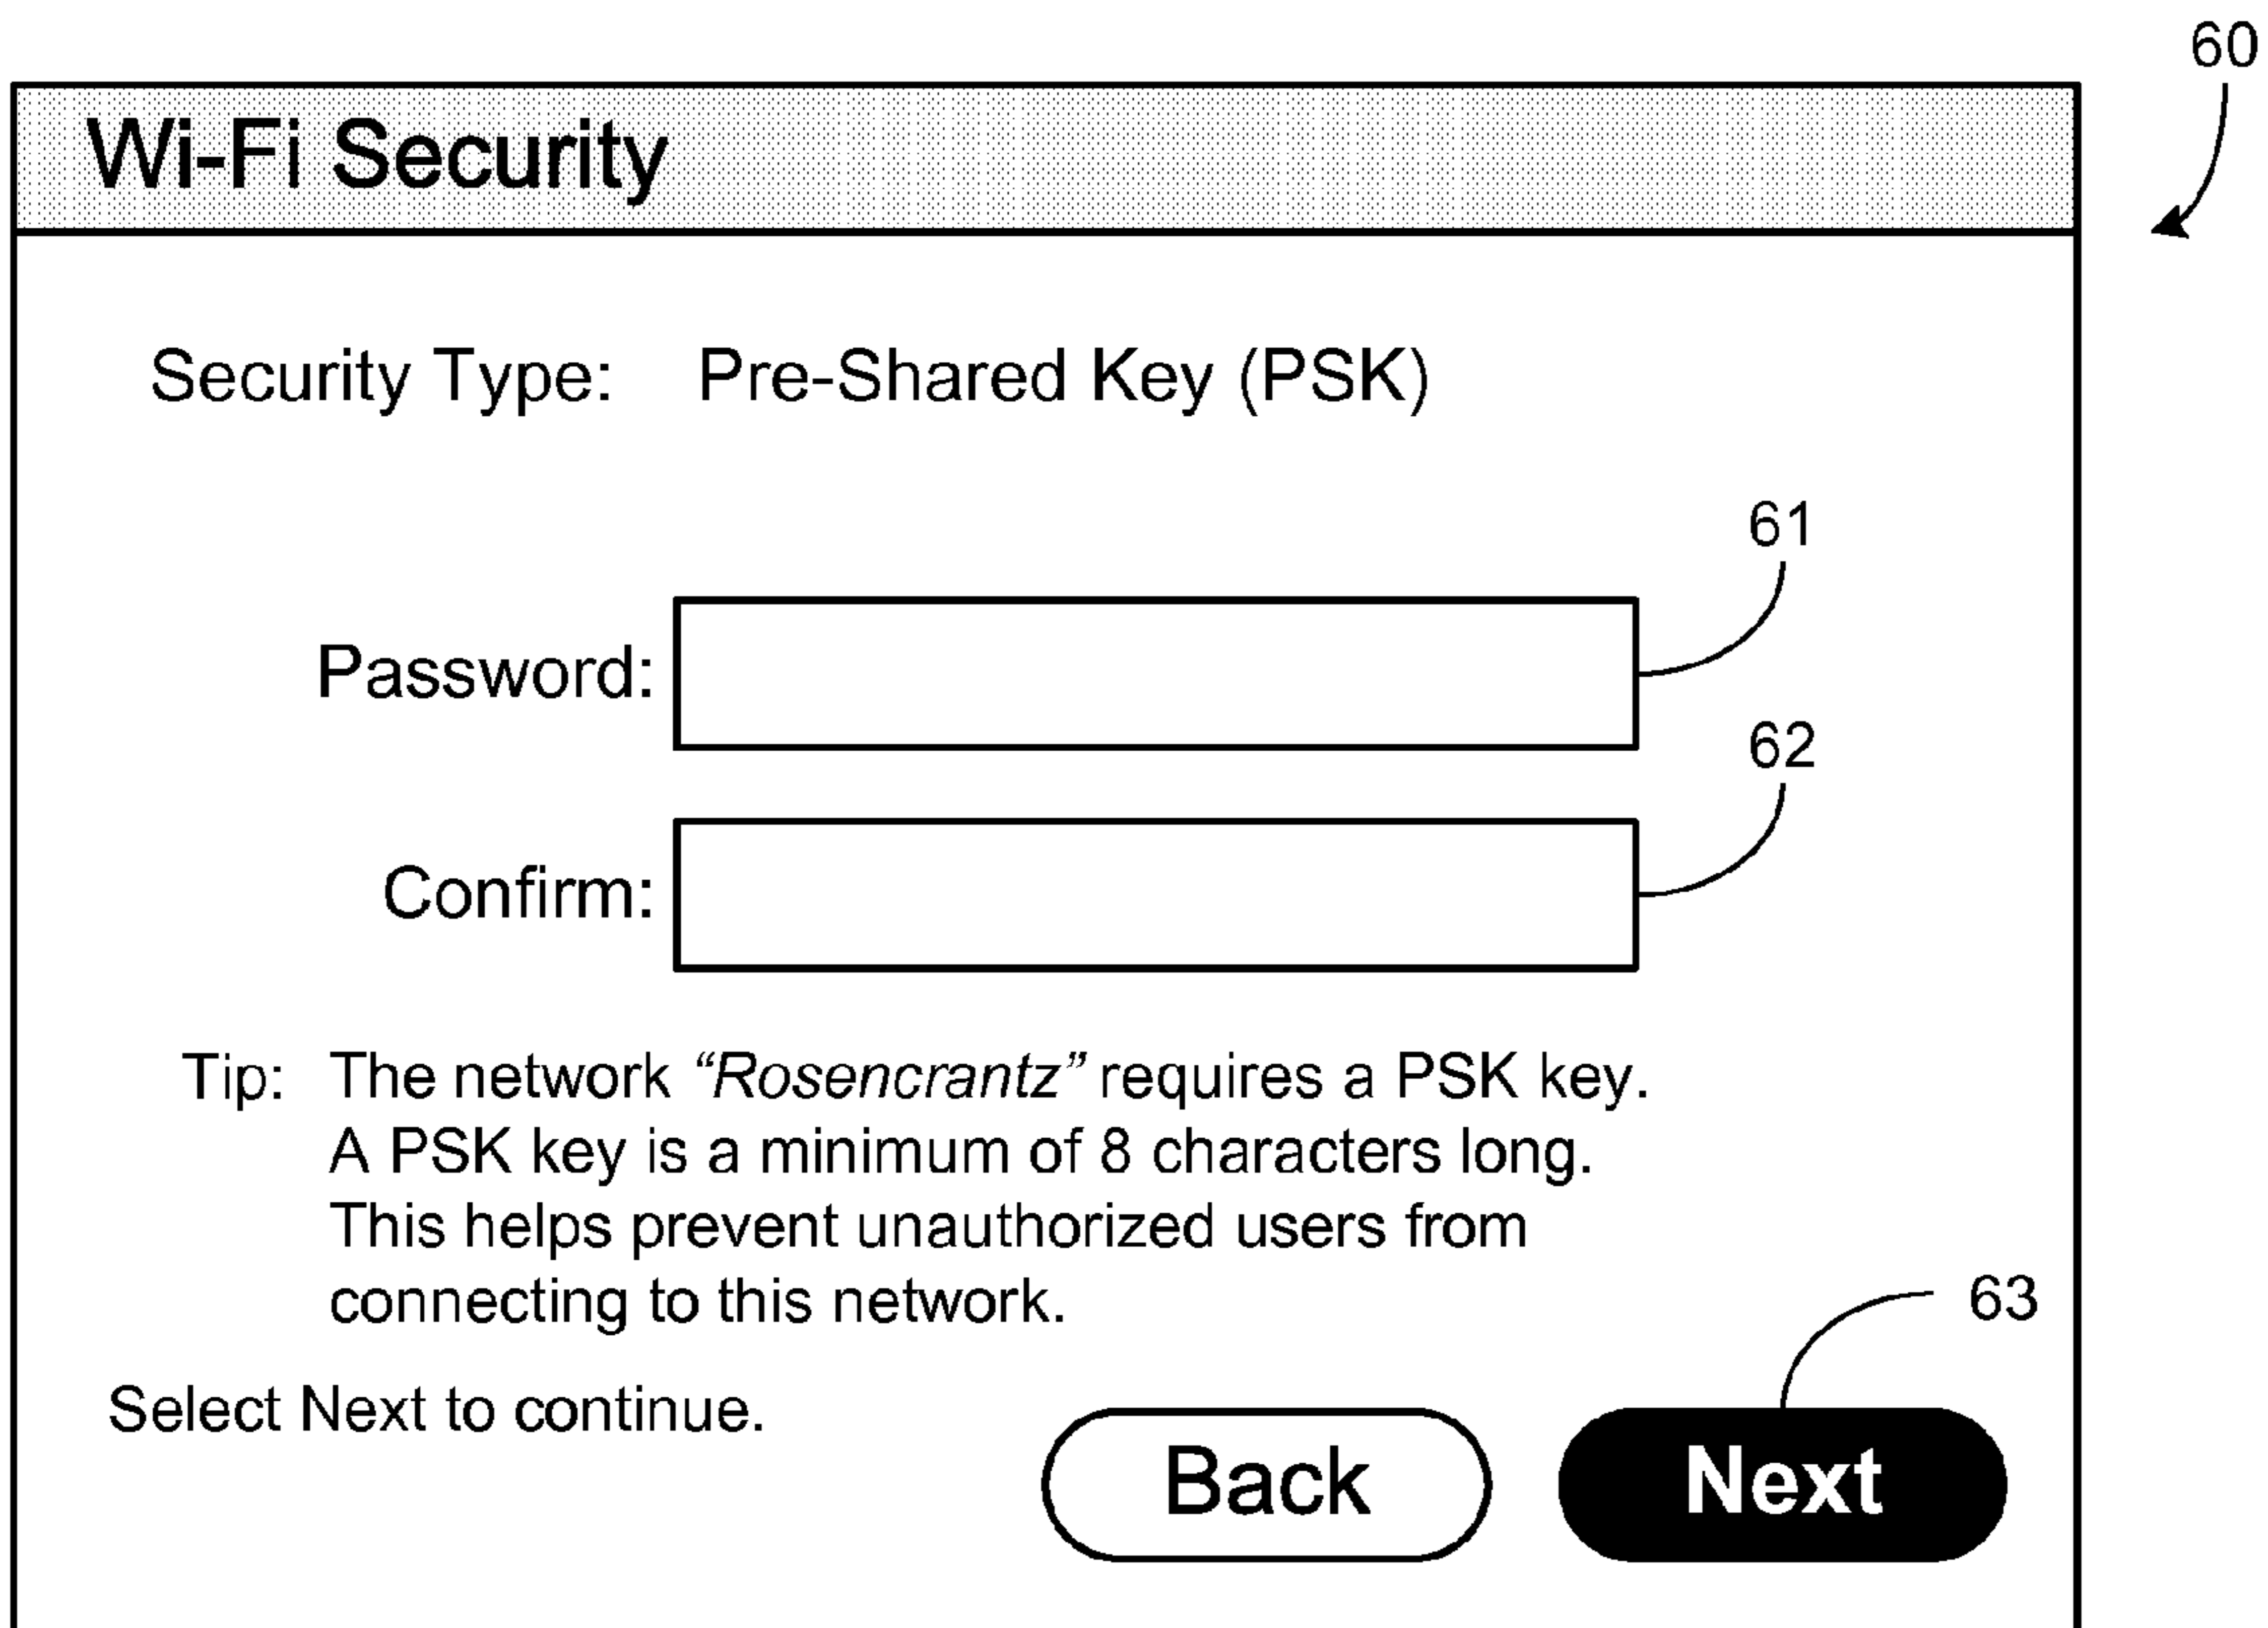 60
Wi-Fi Security
Security Type: Pre-Shared Key (PSK)
61
Password:
62
Confirm:
Tip: The network “Rosencrantz” requires a PSK key.
A PSK key is a minimum of 8 characters long.
This helps prevent unauthorized users from
connecting to this network.
63
Select Next to continue.
Back Next